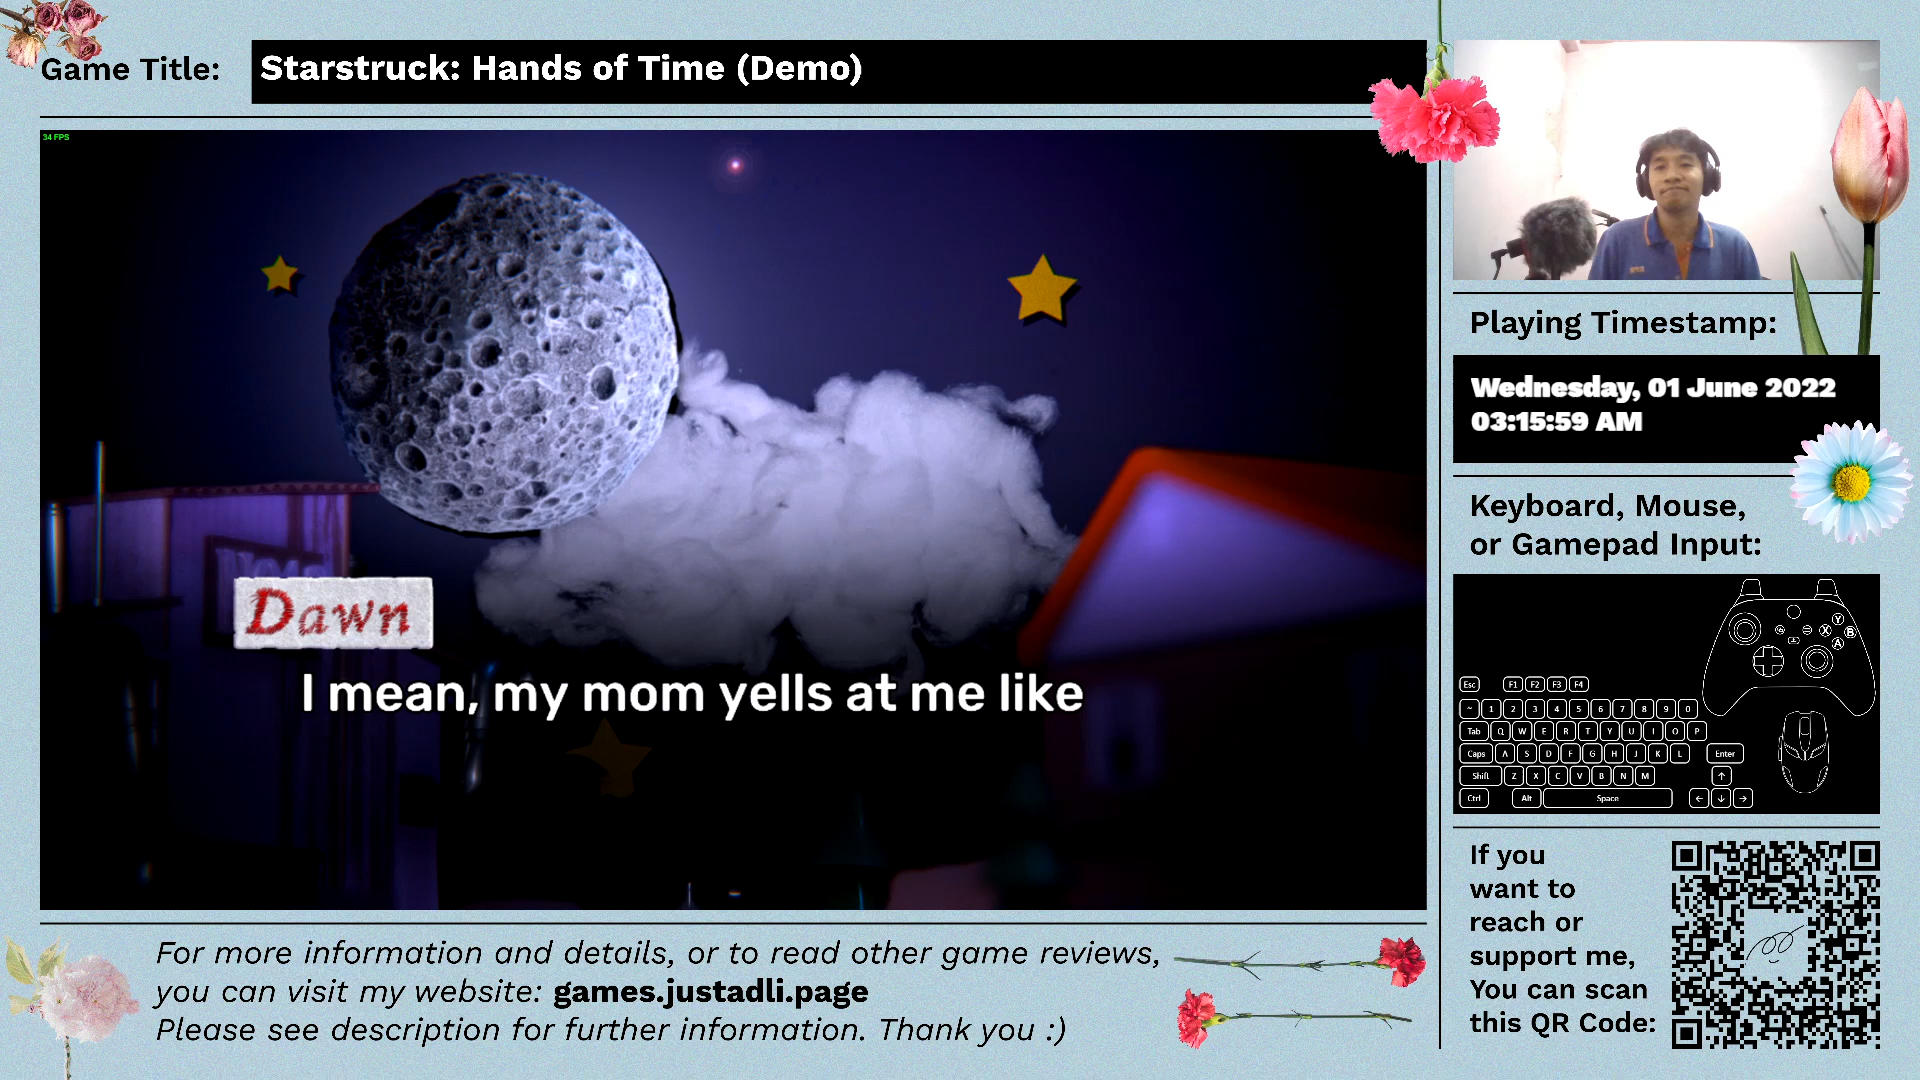 Game Title:
Starstruck: Hands of Time (Demo)
34 FPS
Dawn
I mean, my mom yells at me like
Playing Timestamp:
Wednesday, 01 June 2022
03:15:59 AM
Keyboard, Mouse,
or Gamepad Input:
Y
X B
A
Esc F1 F2 F3 F4
~ 1 2 3 4 5 6 7 8 9 0
Tab Q W E R T Y U I O P
Caps A S D F G H J K L Enter
Shift Z X C V B N M ↑
Ctrl Alt Space ← ↓ →
If you
want to
reach or
support me,
You can scan
this QR Code:
For more information and details, or to read other game reviews,
you can visit my website: games.justadli.page
Please see description for further information. Thank you :)